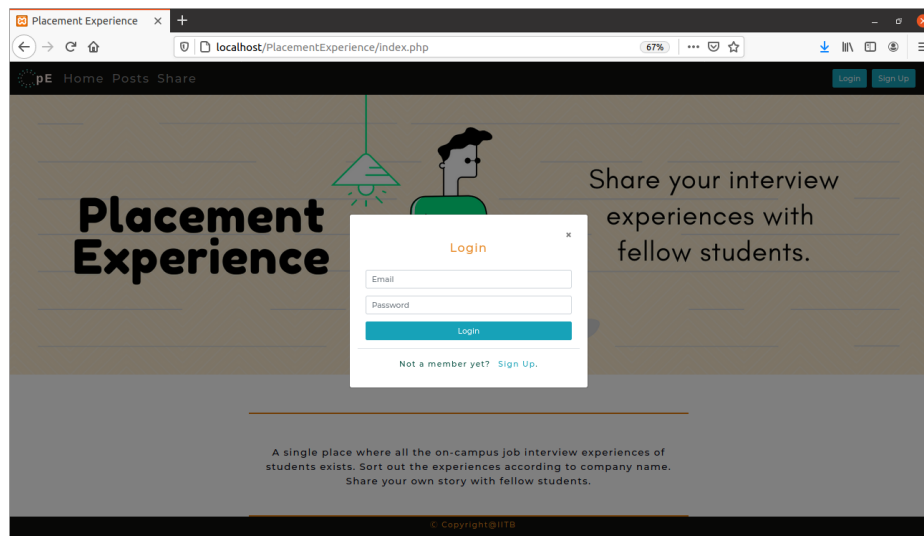 Placement Experience
localhost/PlacementExperience/index.php
67%
pE Home Posts Share
Login Sign Up
Placement
Experience
Share your interview
experiences with
fellow students.
×
Login
Email
Password
Login
Not a member yet? Sign Up.
A single place where all the on-campus job interview experiences of
students exists. Sort out the experiences according to company name.
Share your own story with fellow students.
© Copyright@IITB